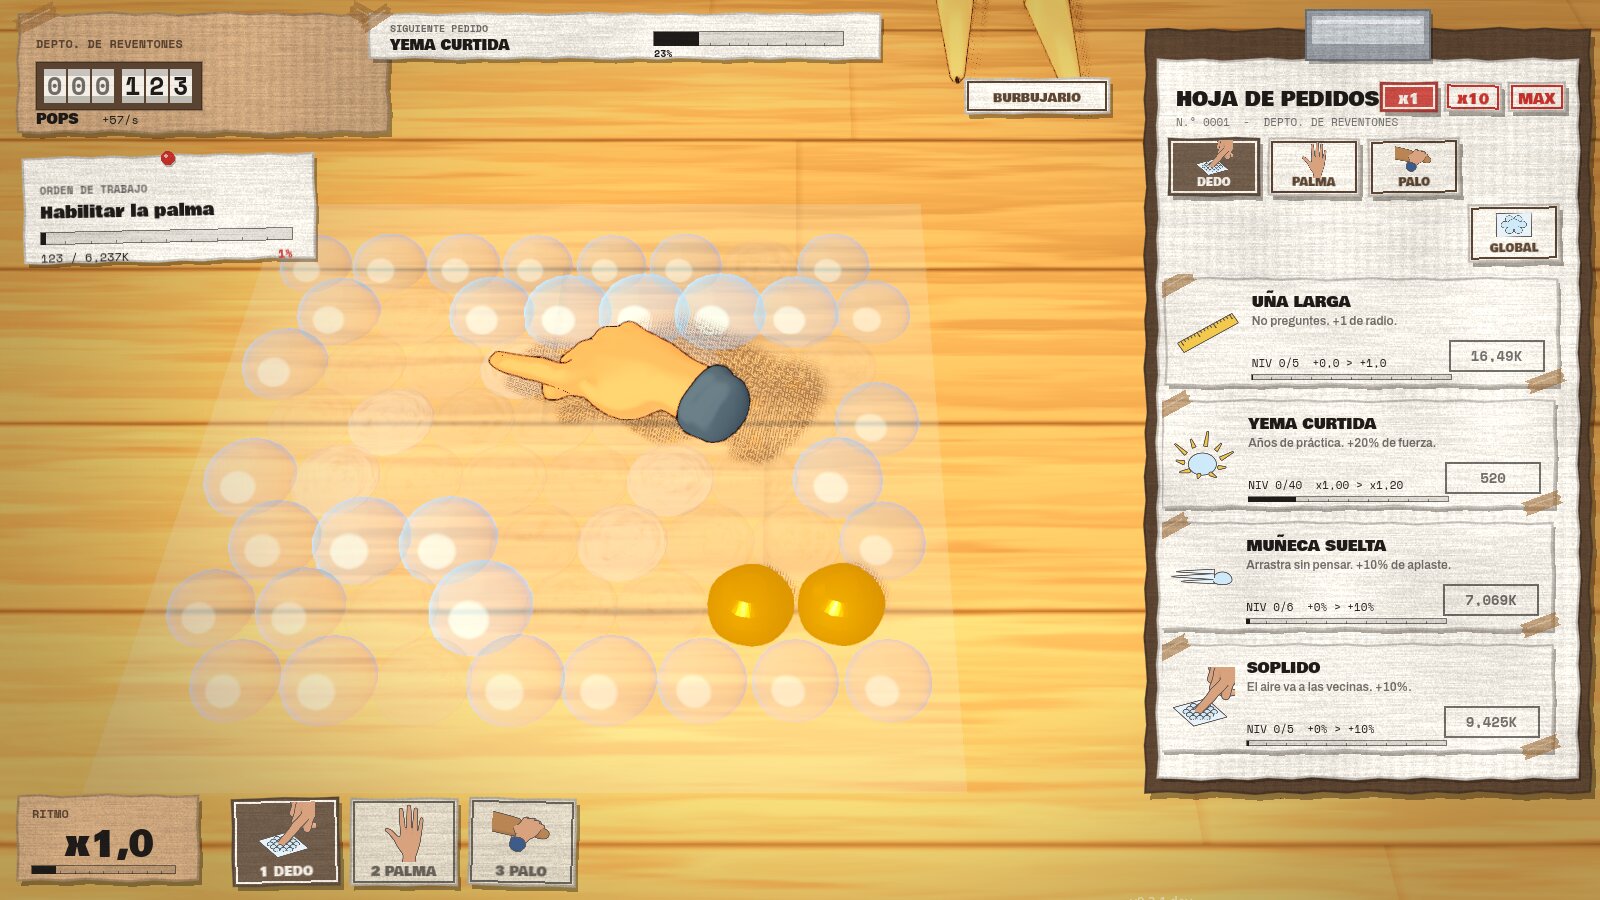 DEPTO. DE REVENTONES
000123
POPS +57/s
SIGUIENTE PEDIDO
YEMA CURTIDA
23%
BURBUJARIO
ORDEN DE TRABAJO
Habilitar la palma
123 / 6,237K
1%
HOJA DE PEDIDOS
x1
x10
MAX
N.° 0001 - DEPTO. DE REVENTONES
DEDO
PALMA
PALO
GLOBAL
UÑA LARGA
No preguntes. +1 de radio.
NIV 0/5 +0,0 > +1,0
16,49K
YEMA CURTIDA
Años de práctica. +20% de fuerza.
NIV 0/40 x1,00 > x1,20
520
MUÑECA SUELTA
Arrastra sin pensar. +10% de aplaste.
NIV 0/6 +0% > +10%
7,069K
SOPLIDO
El aire va a las vecinas. +10%.
NIV 0/5 +0% > +10%
9,425K
RITMO
x1,0
1 DEDO
2 PALMA
3 PALO